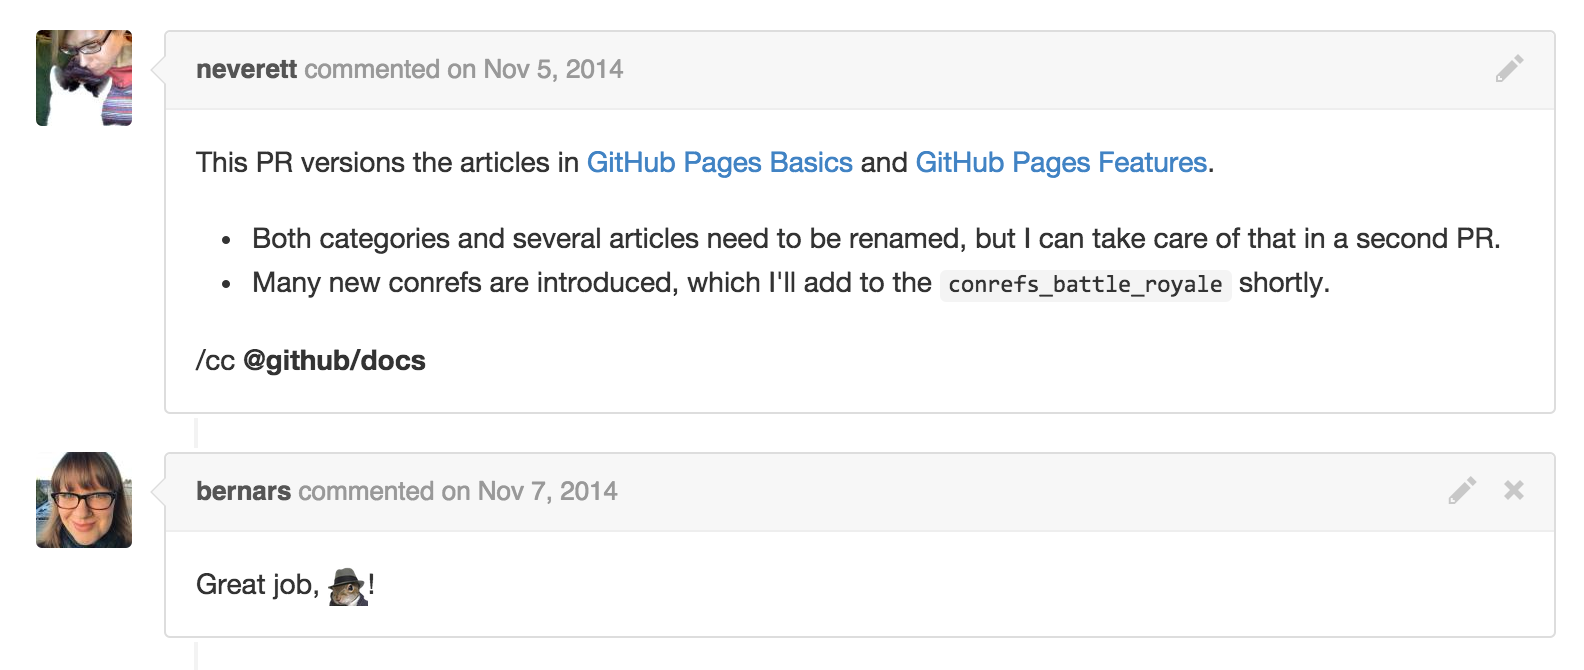 neverett commented on Nov 5, 2014
This PR versions the articles in GitHub Pages Basics and GitHub Pages Features.
• Both categories and several articles need to be renamed, but I can take care of that in a second PR.
• Many new conrefs are introduced, which I'll add to the conrefs_battle_royale shortly.
/cc @github/docs
bernars commented on Nov 7, 2014
Great job, !